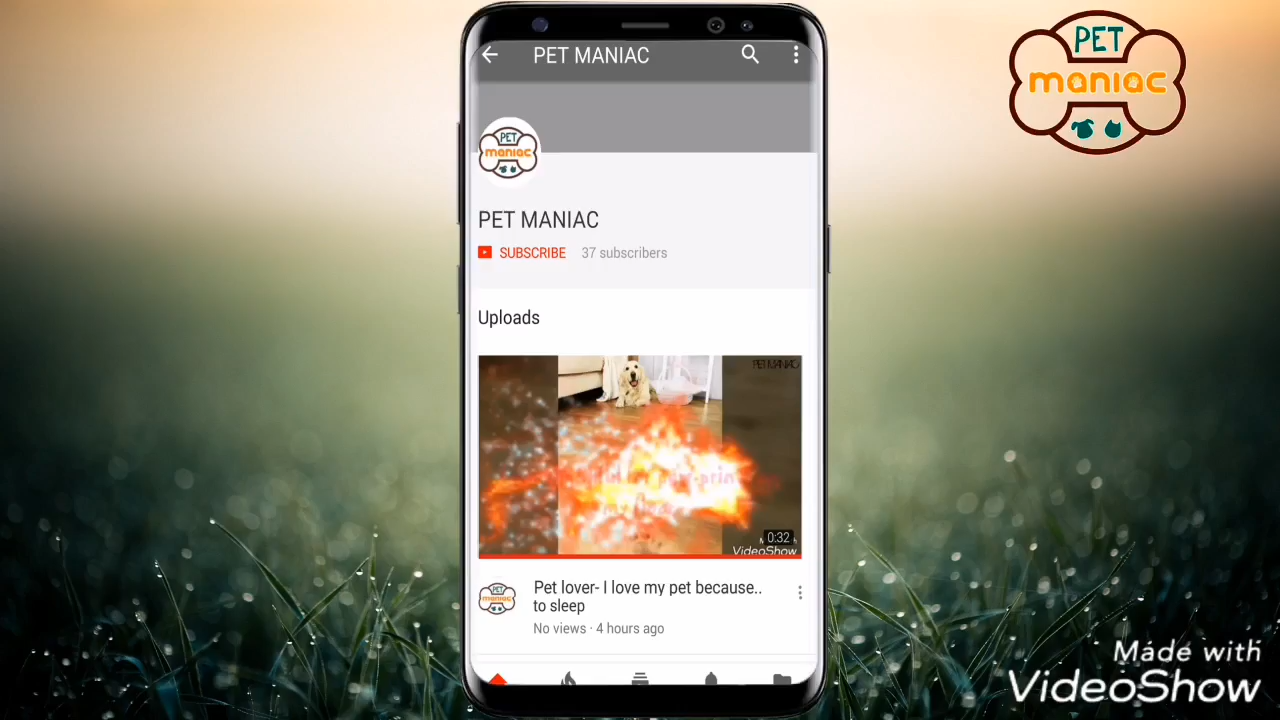 PET MANIAC
PET
maniac
PET
maniac
PET MANIAC
SUBSCRIBE 37 subscribers
Uploads
PET MANIAC
0:32
VideoShow
PET
maniac
Pet lover- I love my pet because..
to sleep
No views · 4 hours ago
Made with
VideoShow